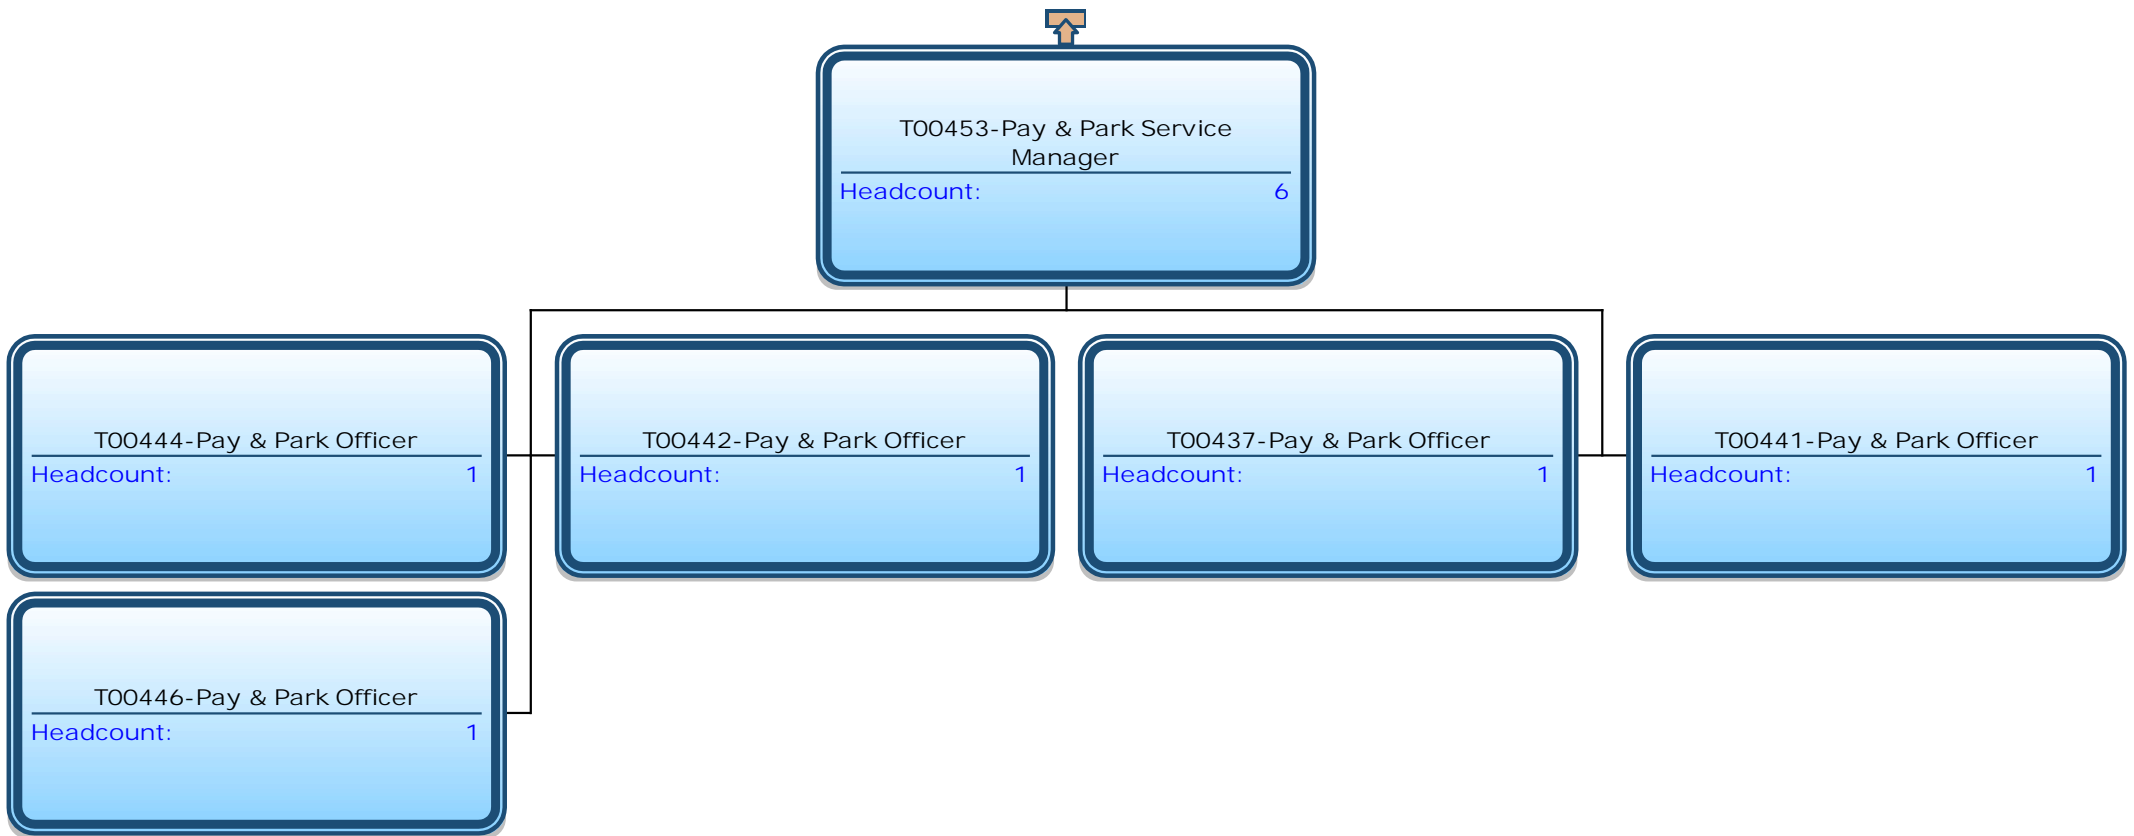 T00453-Pay & Park Service
Manager
Headcount: 6
T00444-Pay & Park Officer
Headcount: 1
T00442-Pay & Park Officer
Headcount: 1
T00437-Pay & Park Officer
Headcount: 1
T00441-Pay & Park Officer
Headcount: 1
T00446-Pay & Park Officer
Headcount: 1